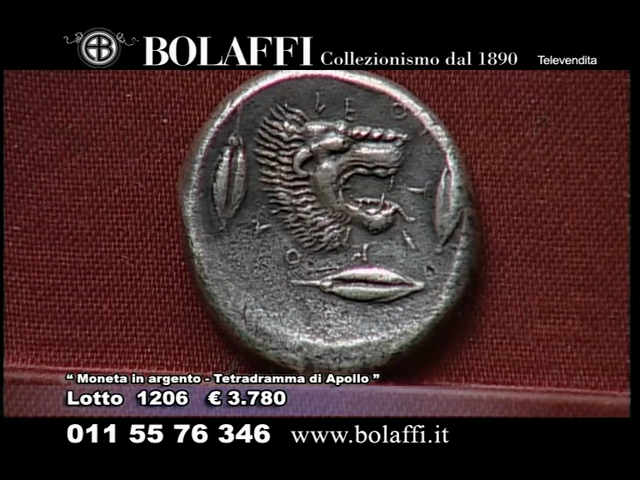 B BOLAFFI Collezionismo dal 1890 Televendita
“ Moneta in argento - Tetradramma di Apollo ”
Lotto 1206 € 3.780
011 55 76 346 www.bolaffi.it